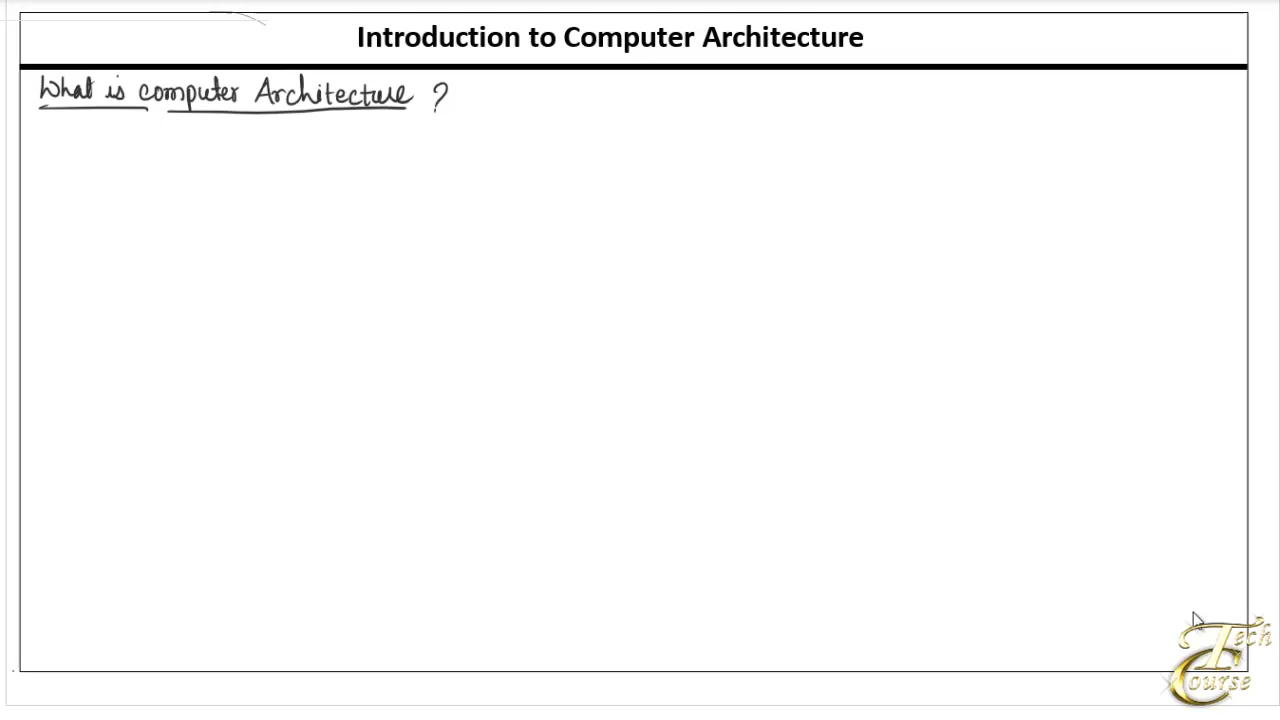 Introduction to Computer Architecture
What is computer Architecture ?
Tech
Course